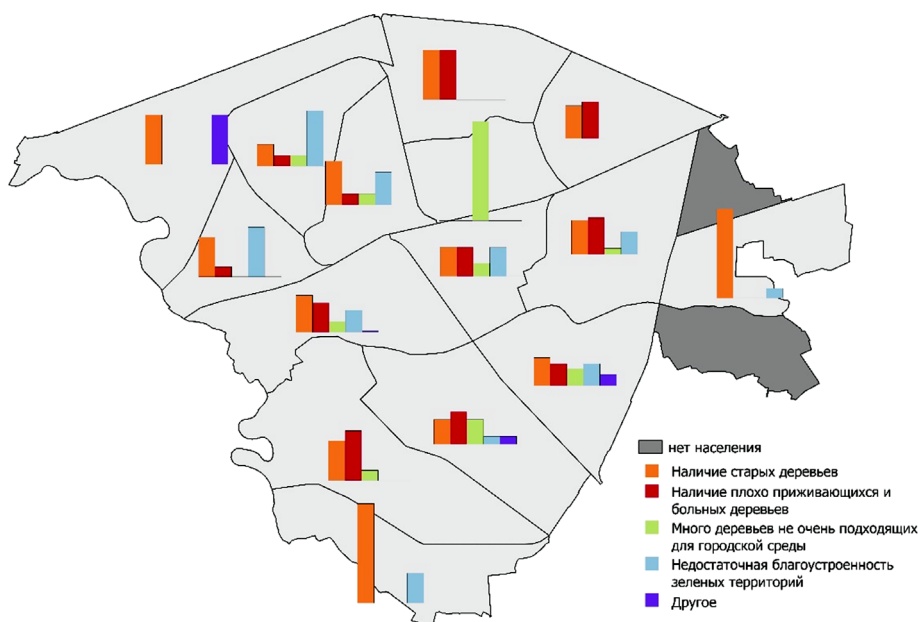 нет населения
Наличие старых деревьев
Наличие плохо приживающихся и
больных деревьев
Много деревьев не очень подходящих
для городской среды
Недостаточная благоустроенность
зеленых территорий
Другое